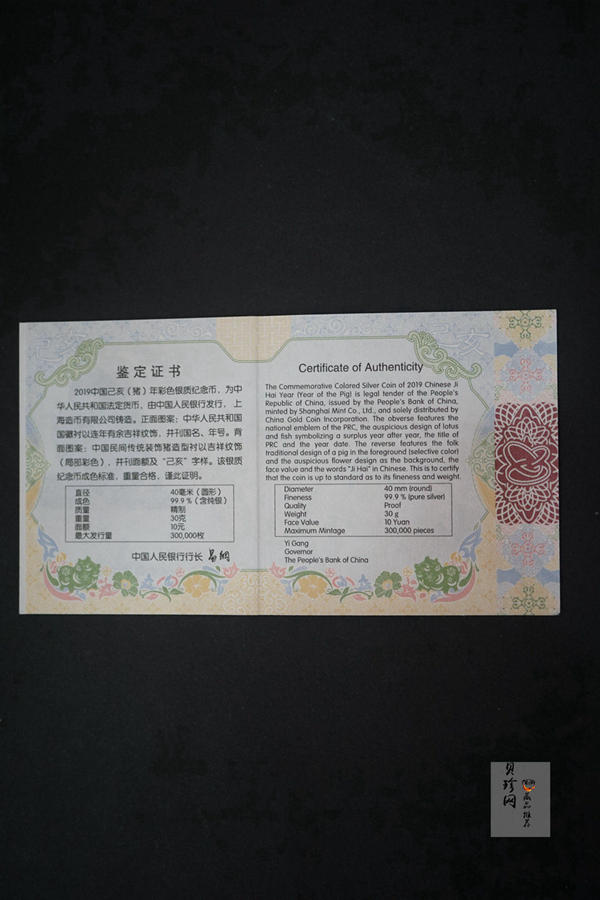 鉴定证书
2019中国己亥（猪）年彩色银质纪念币，为中
华人民共和国法定货币，由中国人民银行发行，上
海造币有限公司铸造。正面图案：中华人民共和国
国徽衬以连年有余吉祥纹饰，并刊国名、年号。背
面图案：中国民间传统装饰猪造型衬以吉祥纹饰
（局部彩色），并刊面额及“己亥”字样。该银质
纪念币成色标准，重量合格，谨此证明。
直径 40毫米（圆形）
成色 99.9％（含纯银）
质量 精制
重量 30克
面额 10元
最大发行量 300,000枚
中国人民银行行长 易纲
Certificate of Authenticity
The Commemorative Colored Silver Coin of 2019 Chinese Ji
Hai Year (Year of the Pig) is legal tender of the People's
Republic of China, issued by the People's Bank of China,
minted by Shanghai Mint Co., Ltd., and solely distributed by
China Gold Coin Incorporation. The obverse features the
national emblem of the PRC, the auspicious design of lotus
and fish symbolizing a surplus year after year, the title of
PRC and the year date. The reverse features the folk
traditional design of a pig in the foreground (selective color)
and the auspicious flower design as the background, the
face value and the words "Ji Hai" in Chinese. This is to certify
that the coin is up to standard as to its fineness and weight.
Diameter 40 mm (round)
Fineness 99.9 % (pure silver)
Quality Proof
Weight 30 g
Face Value 10 Yuan
Maximum Mintage 300,000 pieces
Yi Gang
Governor
The People's Bank of China
己亥
己亥
贝珍网
商品推荐